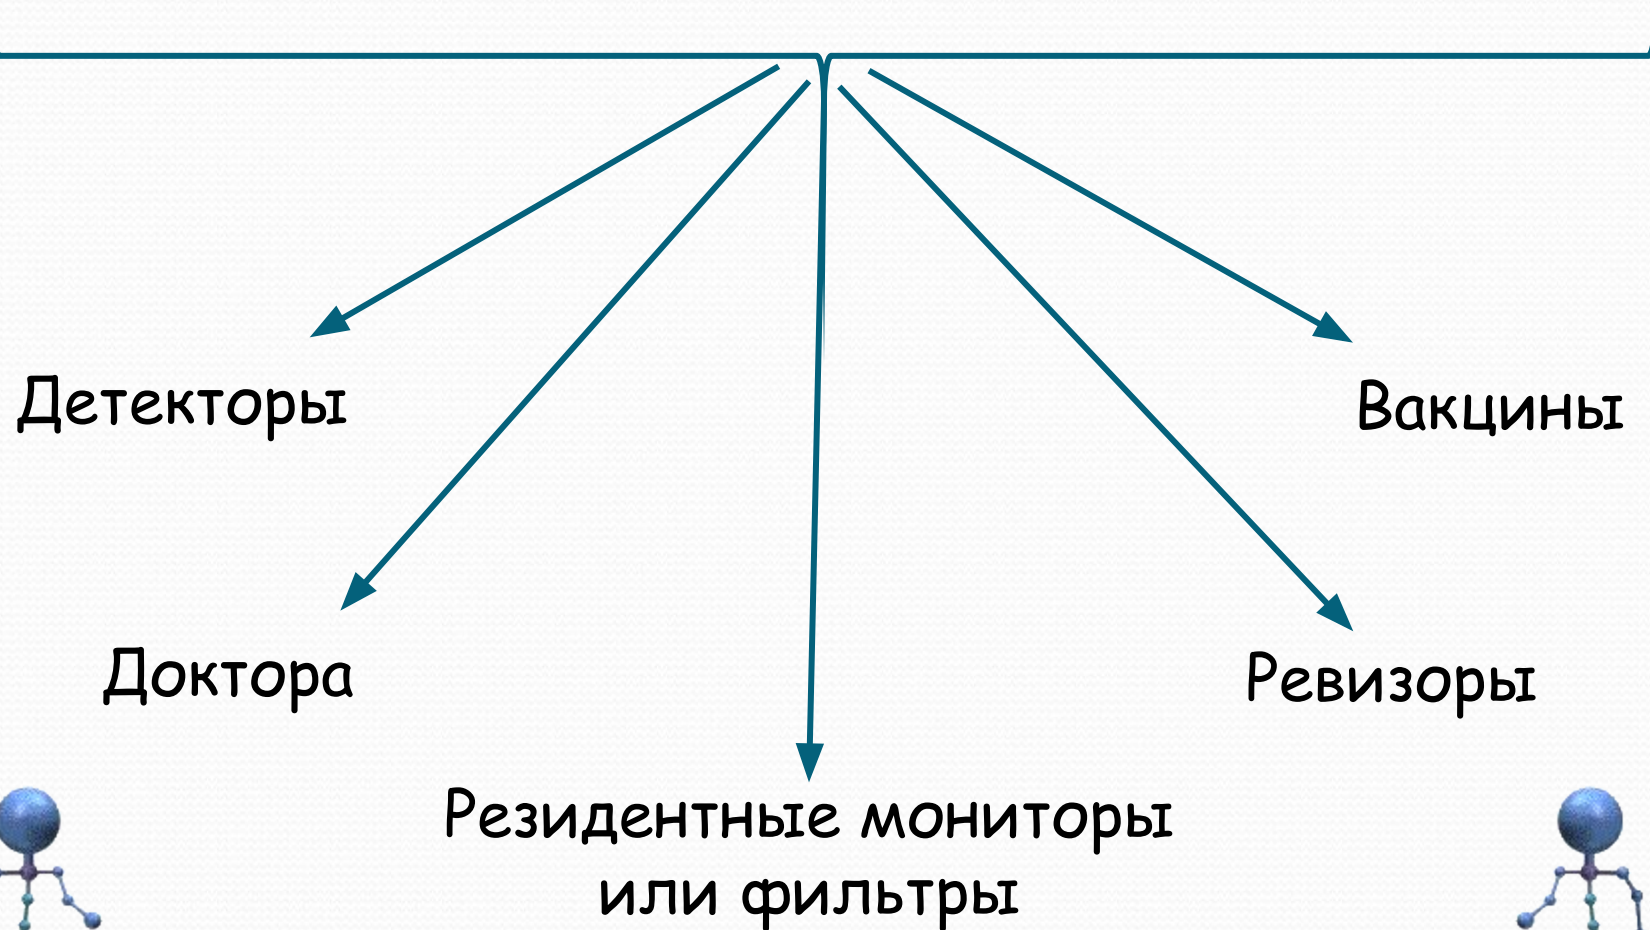 Детекторы
Вакцины
Доктора
Ревизоры
Резидентные мониторы
или фильтры